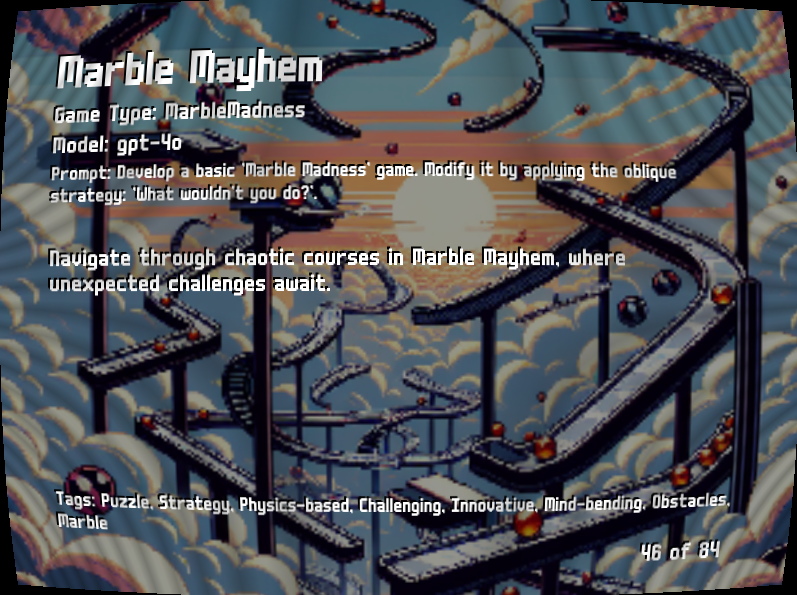 Marble Mayhem
Game Type: MarbleMadness
Model: gpt-4o
Prompt: Develop a basic 'Marble Madness' game. Modify it by applying the oblique
strategy: 'What wouldn't you do?'.
Navigate through chaotic courses in Marble Mayhem, where
unexpected challenges await.
Tags: Puzzle, Strategy, Physics-based, Challenging, Innovative, Mind-bending, Obstacles,
Marble
46 of 84